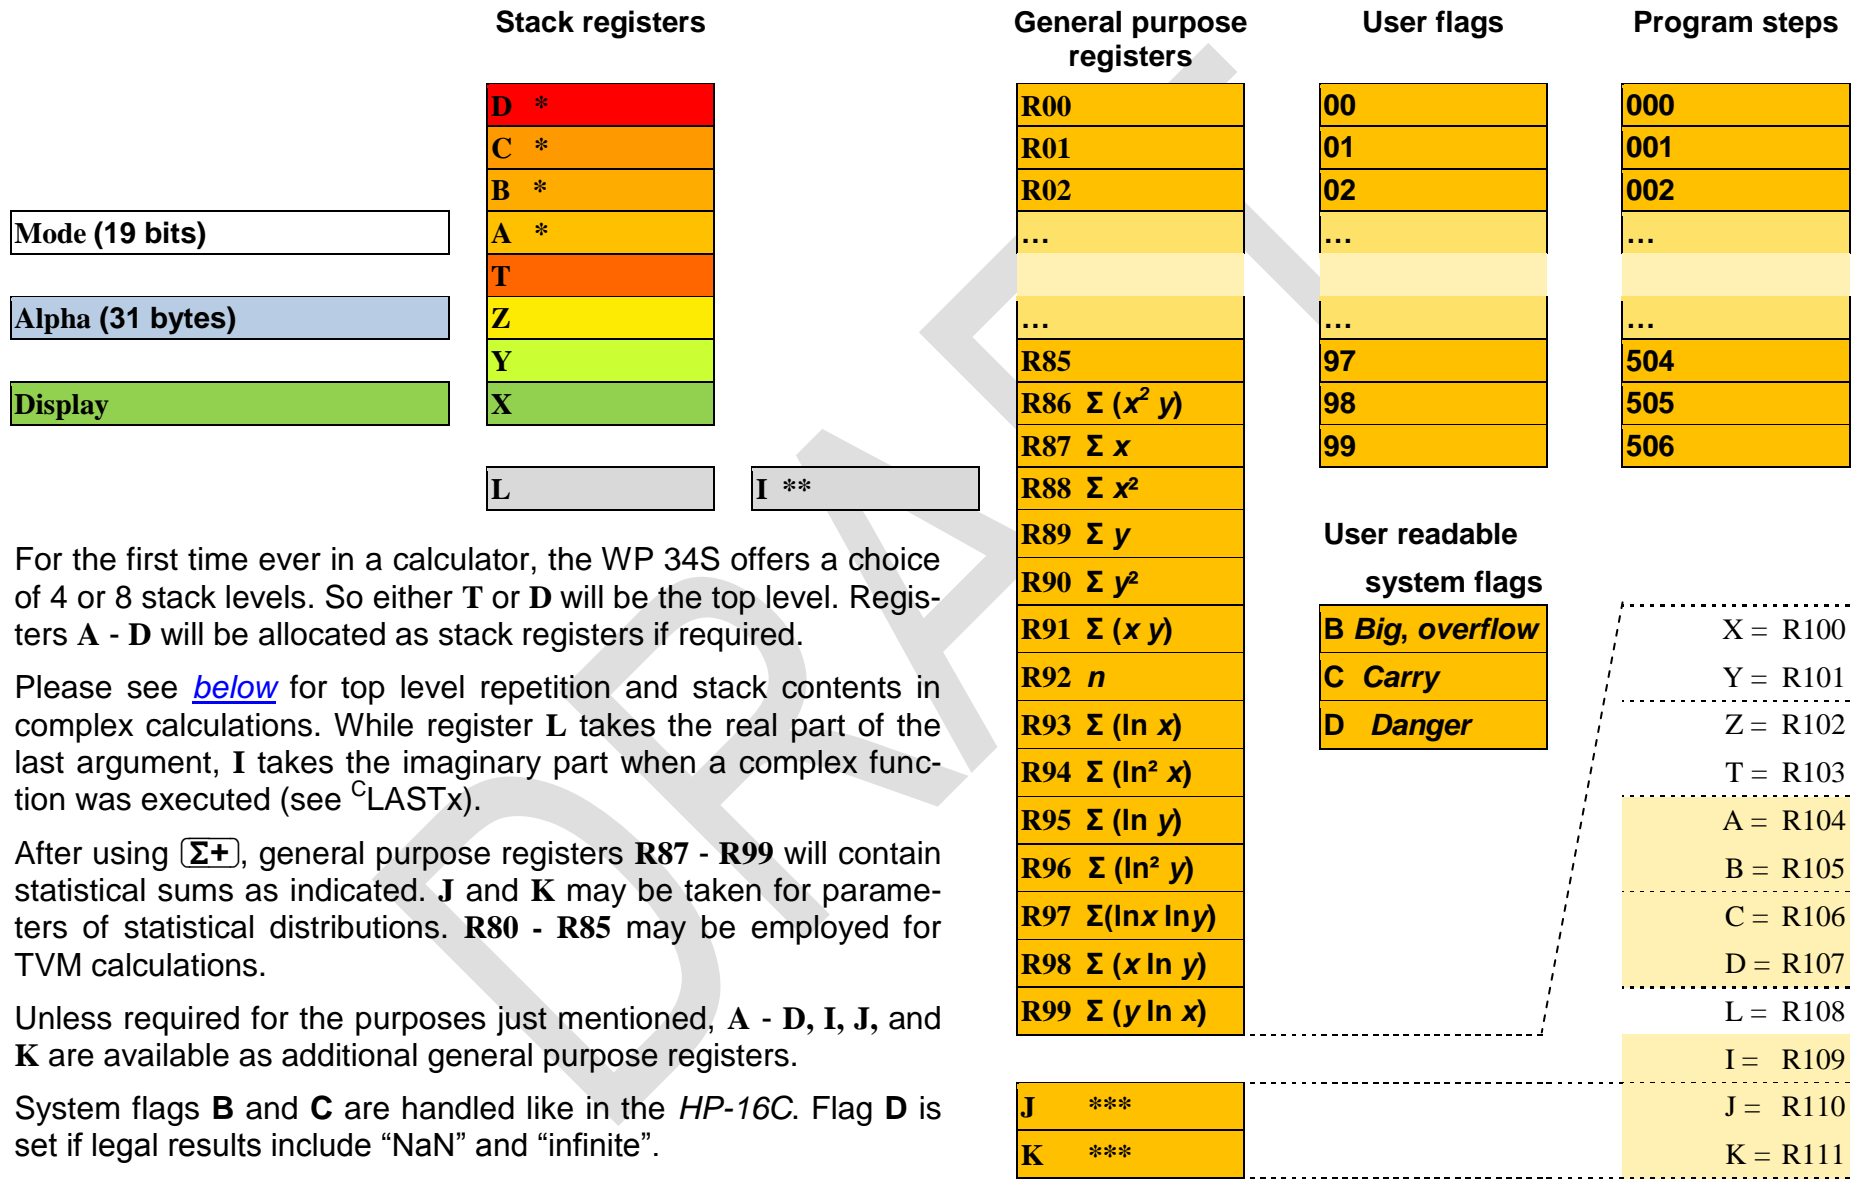 Stack registers
General purpose
registers
User flags
Program steps
D *
C *
B *
A *
T
Z
Y
X
Mode (19 bits)
Alpha (31 bytes)
Display
L
I **
R00
R01
R02
…
…
R85
R86 Σ (x² y)
R87 Σ x
R88 Σ x²
R89 Σ y
R90 Σ y²
R91 Σ (x y)
R92 n
R93 Σ (ln x)
R94 Σ (ln² x)
R95 Σ (ln y)
R96 Σ (ln² y)
R97 Σ(lnx lny)
R98 Σ (x ln y)
R99 Σ (y ln x)
J ***
K ***
00
01
02
…
…
97
98
99
User readable
system flags
B Big, overflow
C Carry
D Danger
000
001
002
…
…
504
505
506
X = R100
Y = R101
Z = R102
T = R103
A = R104
B = R105
C = R106
D = R107
L = R108
I = R109
J = R110
K = R111
For the first time ever in a calculator, the WP 34S offers a choice
of 4 or 8 stack levels. So either T or D will be the top level. Regis-
ters A - D will be allocated as stack registers if required.
Please see below for top level repetition and stack contents in
complex calculations. While register L takes the real part of the
last argument, I takes the imaginary part when a complex func-
tion was executed (see ᶜLASTx).
After using Σ+, general purpose registers R87 - R99 will contain
statistical sums as indicated. J and K may be taken for parame-
ters of statistical distributions. R80 - R85 may be employed for
TVM calculations.
Unless required for the purposes just mentioned, A - D, I, J, and
K are available as additional general purpose registers.
System flags B and C are handled like in the HP-16C. Flag D is
set if legal results include “NaN” and “infinite”.
DRAFT